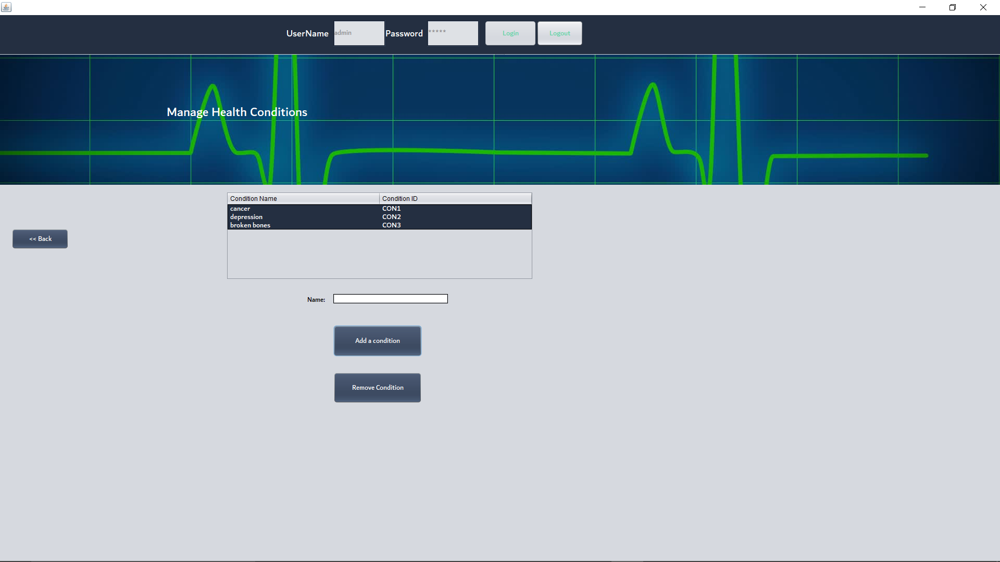 UserName admin Password ***** Login Logout
Manage Health Conditions
Condition Name Condition ID
cancer CON1
depression CON2
broken bones CON3
<< Back
Name:
Add a condition
Remove Condition